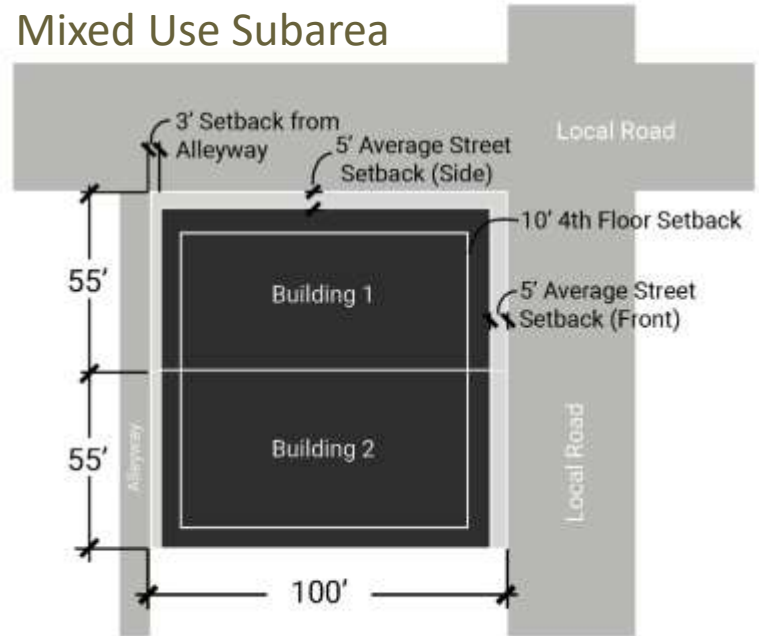 Mixed Use Subarea
3’ Setback from
Alleyway
5’ Average Street
Setback (Side)
Local Road
10’ 4th Floor Setback
55’
Building 1
5’ Average Street
Setback (Front)
55’
Building 2
Alleyway
Local Road
100’